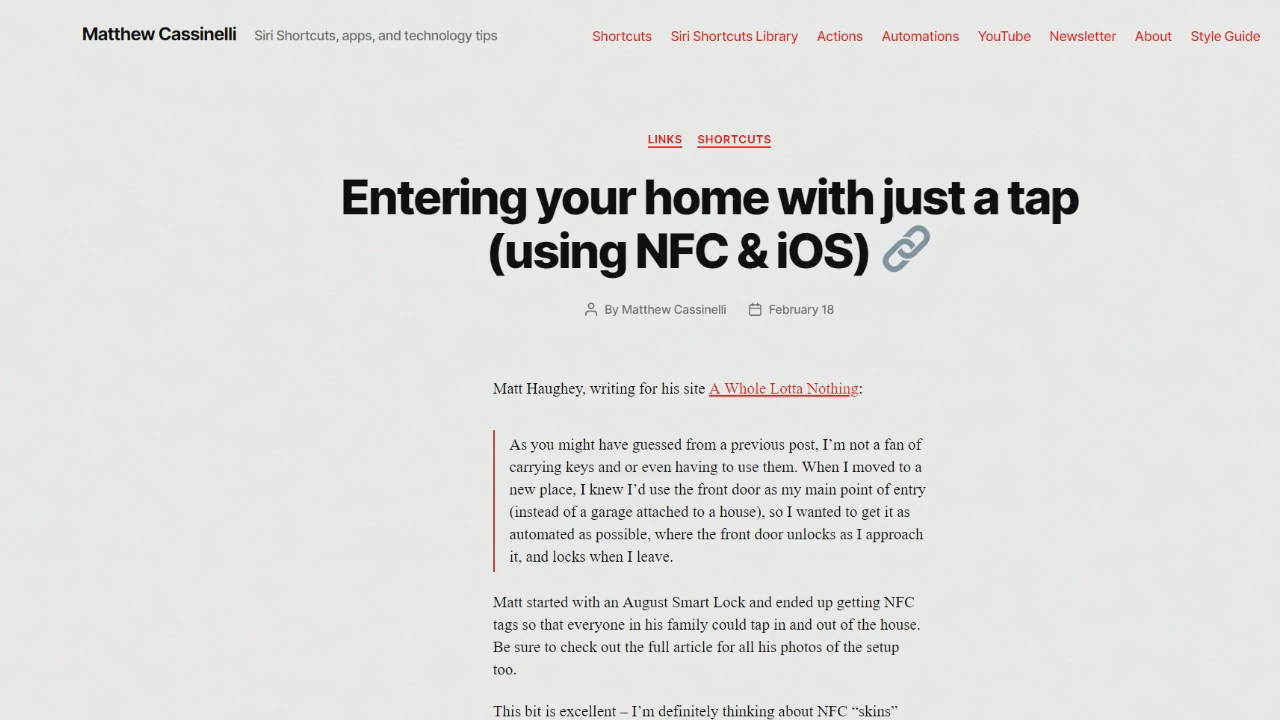 Matthew Cassinelli
Siri Shortcuts, apps, and technology tips
Shortcuts
Siri Shortcuts Library
Actions
Automations
YouTube
Newsletter
About
Style Guide
LINKS
SHORTCUTS
Entering your home with just a tap
(using NFC & iOS) 🔗
By Matthew Cassinelli
February 18
Matt Haughey, writing for his site A Whole Lotta Nothing:
As you might have guessed from a previous post, I’m not a fan of
carrying keys and or even having to use them. When I moved to a
new place, I knew I’d use the front door as my main point of entry
(instead of a garage attached to a house), so I wanted to get it as
automated as possible, where the front door unlocks as I approach
it, and locks when I leave.
Matt started with an August Smart Lock and ended up getting NFC
tags so that everyone in his family could tap in and out of the house.
Be sure to check out the full article for all his photos of the setup
too.
This bit is excellent – I’m definitely thinking about NFC “skins”